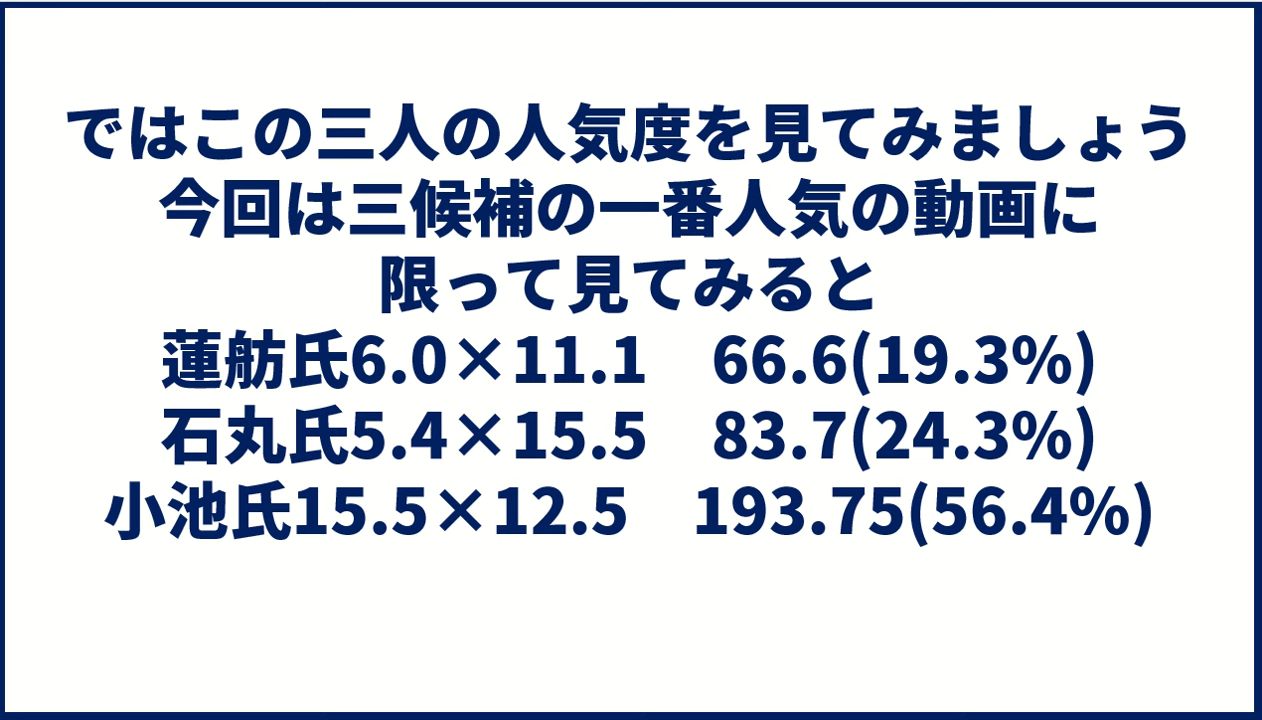 ではこの三人の人気度を見てみましょう
今回は三候補の一番人気の動画に
限って見てみると
蓮舫氏6.0×11.1　66.6(19.3%)
石丸氏5.4×15.5　83.7(24.3%)
小池氏15.5×12.5　193.75(56.4%)